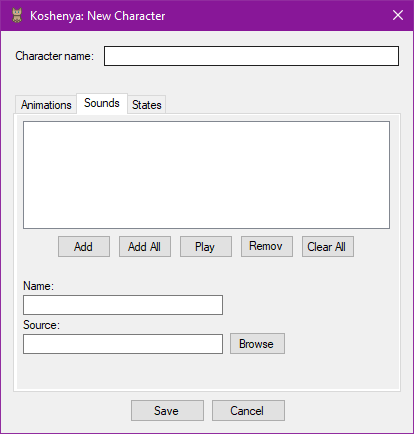 Koshenya: New Character
Character name:
Animations Sounds States
Add Add All Play Remov Clear All
Name:
Source:
Browse
Save Cancel